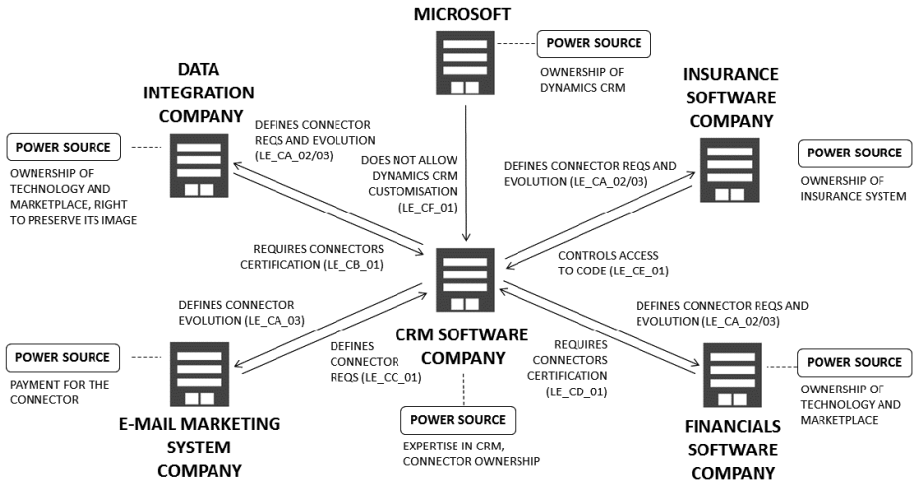 MICROSOFT
POWER SOURCE
OWNERSHIP OF
DYNAMICS CRM
DATA
INTEGRATION
COMPANY
POWER SOURCE
OWNERSHIP OF
TECHNOLOGY AND
MARKETPLACE, RIGHT
TO PRESERVE ITS IMAGE
DEFINES CONNECTOR
REQS AND EVOLUTION
(LE_CA_02/03)
DOES NOT ALLOW
DYNAMICS CRM
CUSTOMISATION
(LE_CF_01)
INSURANCE
SOFTWARE
COMPANY
POWER SOURCE
OWNERSHIP OF
INSURANCE SYSTEM
DEFINES CONNECTOR REQS AND
EVOLUTION (LE_CA_02/03)
REQUIRES CONNECTORS
CERTIFICATION (LE_CB_01)
CONTROLS ACCESS
TO CODE (LE_CE_01)
DEFINES CONNECTOR
EVOLUTION (LE_CA_03)
DEFINES
CONNECTOR
REQS (LE_CC_01)
CRM SOFTWARE
COMPANY
POWER SOURCE
EXPERTISE IN CRM,
CONNECTOR OWNERSHIP
REQUIRES
CONNECTORS
CERTIFICATION
(LE_CD_01)
DEFINES CONNECTOR REQS AND
EVOLUTION (LE_CA_02/03)
POWER SOURCE
PAYMENT FOR THE
CONNECTOR
E-MAIL MARKETING
SYSTEM
COMPANY
POWER SOURCE
OWNERSHIP OF
TECHNOLOGY AND
MARKETPLACE
FINANCIALS
SOFTWARE
COMPANY